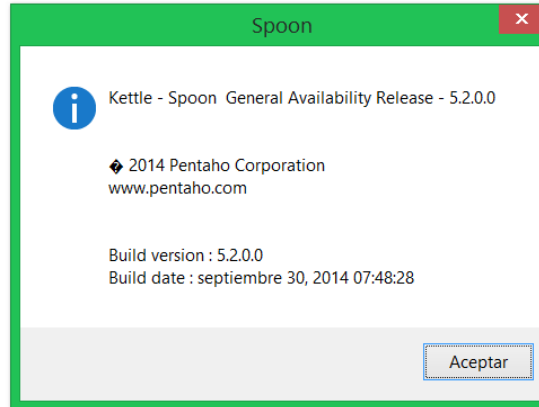 Spoon
Kettle - Spoon  General Availability Release - 5.2.0.0
� 2014 Pentaho Corporation
www.pentaho.com
Build version : 5.2.0.0
Build date : septiembre 30, 2014 07:48:28
Aceptar